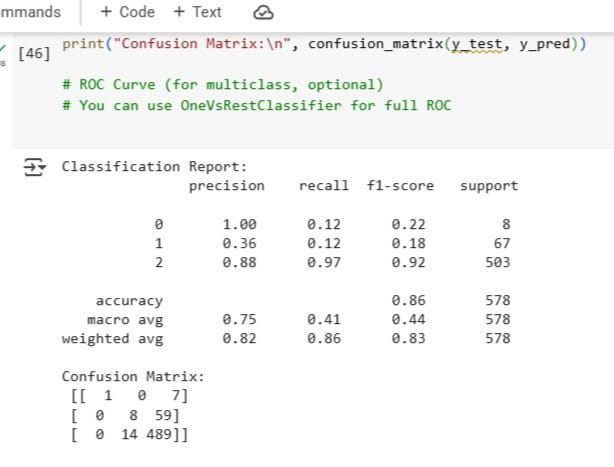 mmands + Code + Text
[46] print("Confusion Matrix:\n", confusion_matrix(y_test, y_pred))
# ROC Curve (for multiclass, optional)
# You can use OneVsRestClassifier for full ROC
Classification Report:
precision recall f1-score support
0 1.00 0.12 0.22 8
1 0.36 0.12 0.18 67
2 0.88 0.97 0.92 503
accuracy 0.86 578
macro avg 0.75 0.41 0.44 578
weighted avg 0.82 0.86 0.83 578
Confusion Matrix:
[[ 1 0 7]
[ 0 8 59]
[ 0 14 489]]